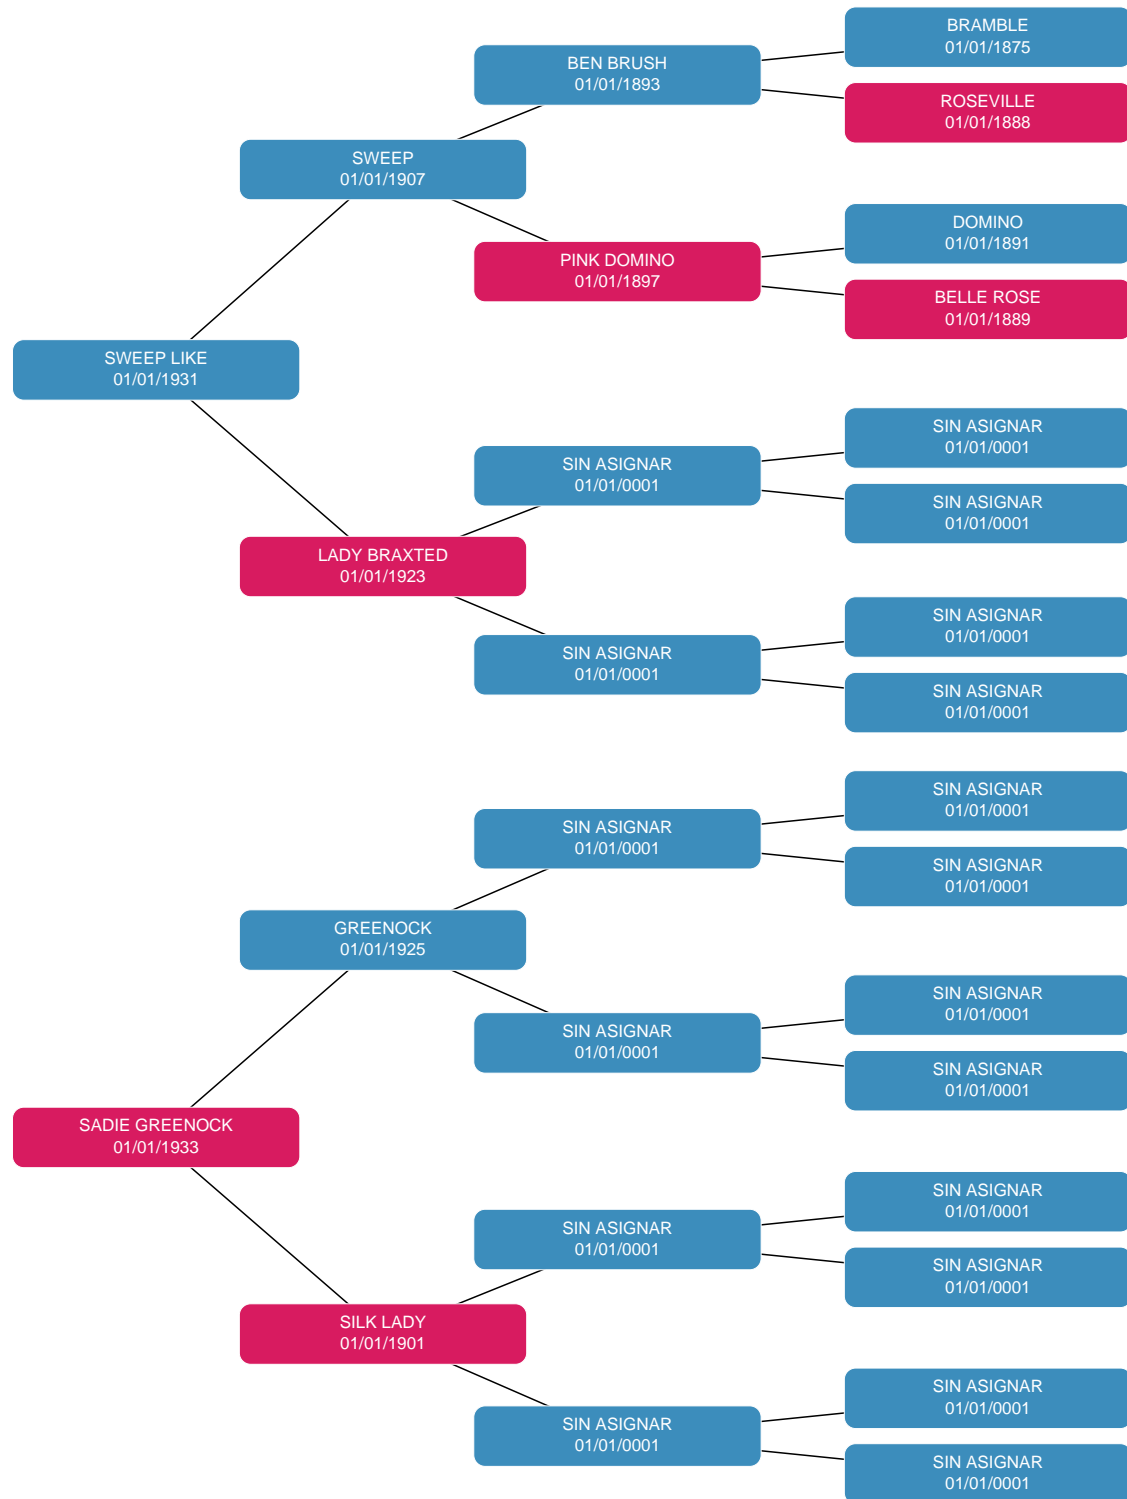 BRAMBLE
01/01/1875
BEN BRUSH
01/01/1893
ROSEVILLE
01/01/1888
SWEEP
01/01/1907
DOMINO
01/01/1891
PINK DOMINO
01/01/1897
BELLE ROSE
01/01/1889
SWEEP LIKE
01/01/1931
SIN ASIGNAR
01/01/0001
SIN ASIGNAR
01/01/0001
SIN ASIGNAR
01/01/0001
LADY BRAXTED
01/01/1923
SIN ASIGNAR
01/01/0001
SIN ASIGNAR
01/01/0001
SIN ASIGNAR
01/01/0001
SIN ASIGNAR
01/01/0001
SIN ASIGNAR
01/01/0001
SIN ASIGNAR
01/01/0001
GREENOCK
01/01/1925
SIN ASIGNAR
01/01/0001
SIN ASIGNAR
01/01/0001
SIN ASIGNAR
01/01/0001
SADIE GREENOCK
01/01/1933
SIN ASIGNAR
01/01/0001
SIN ASIGNAR
01/01/0001
SIN ASIGNAR
01/01/0001
SILK LADY
01/01/1901
SIN ASIGNAR
01/01/0001
SIN ASIGNAR
01/01/0001
SIN ASIGNAR
01/01/0001